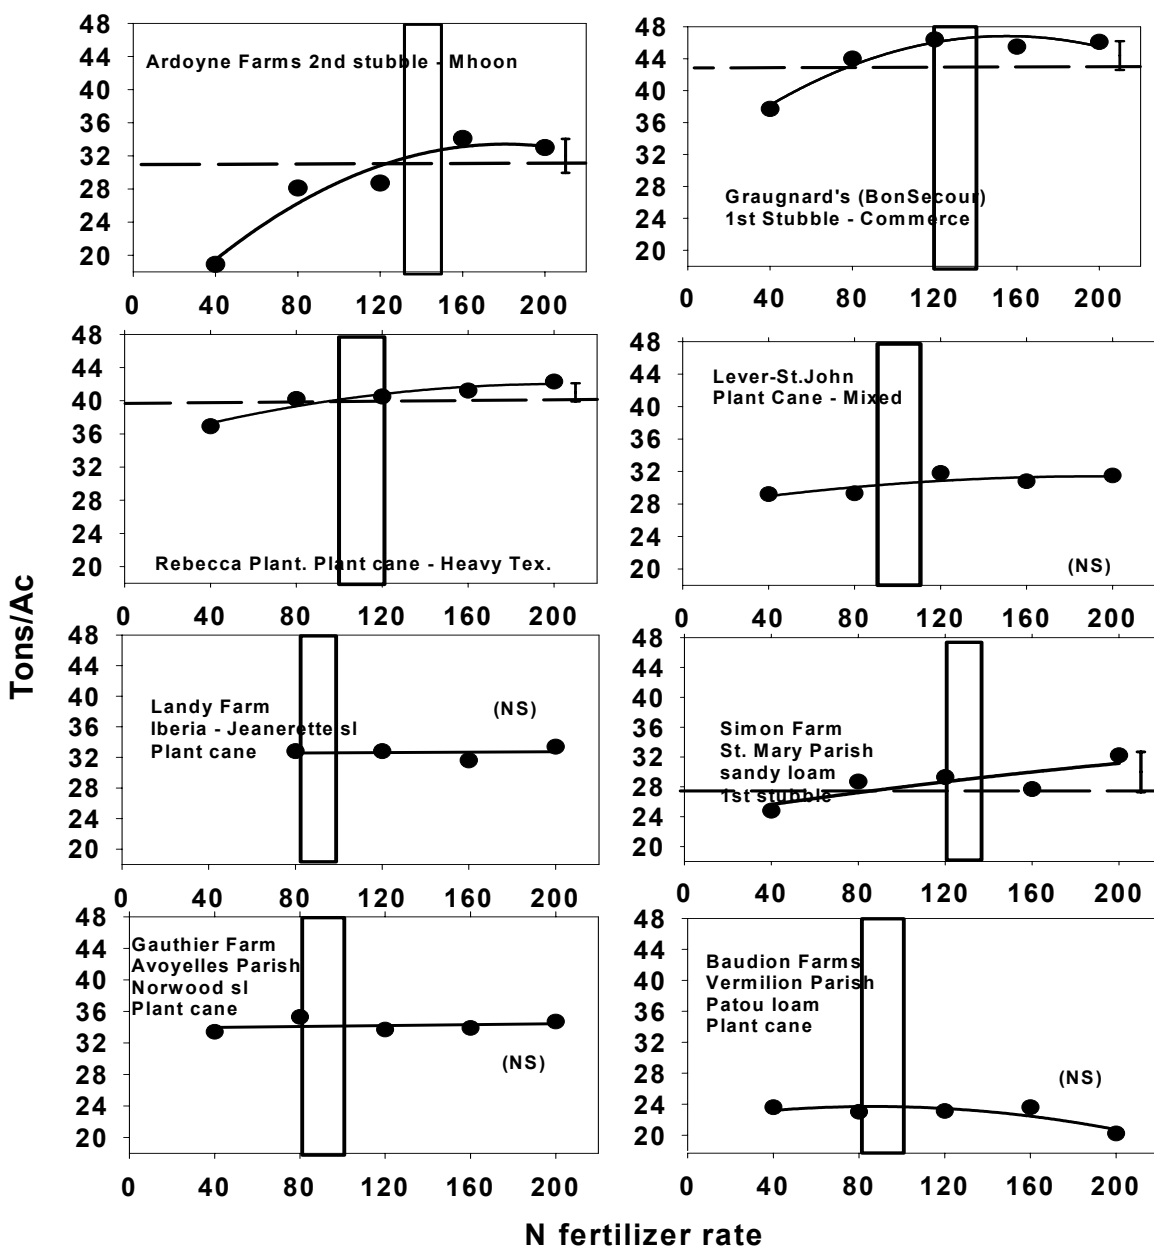 48
44
40
36
32
28
24
20
Ardoyne Farms 2nd stubble - Mhoon
0 40 80 120 160 200
48
44
40
36
32
28
24
20
Graugnard's (BonSecour)
1st Stubble - Commerce
0 40 80 120 160 200
48
44
40
36
32
28
24
20
Rebecca Plant. Plant cane - Heavy Tex.
0 40 80 120 160 200
48
44
40
36
32
28
24
20
Lever-St.John
Plant Cane - Mixed
(NS)
0 40 80 120 160 200
Tons/Ac
48
44
40
36
32
28
24
20
Landy Farm
Iberia - Jeanerette sl
Plant cane
(NS)
0 40 80 120 160 200
48
44
40
36
32
28
24
20
Simon Farm
St. Mary Parish
sandy loam
1st stubble
0 40 80 120 160 200
48
44
40
36
32
28
24
20
Gauthier Farm
Avoyelles Parish
Norwood sl
Plant cane
(NS)
0 40 80 120 160 200
48
44
40
36
32
28
24
20
Baudion Farms
Vermilion Parish
Patou loam
Plant cane
(NS)
0 40 80 120 160 200
N fertilizer rate